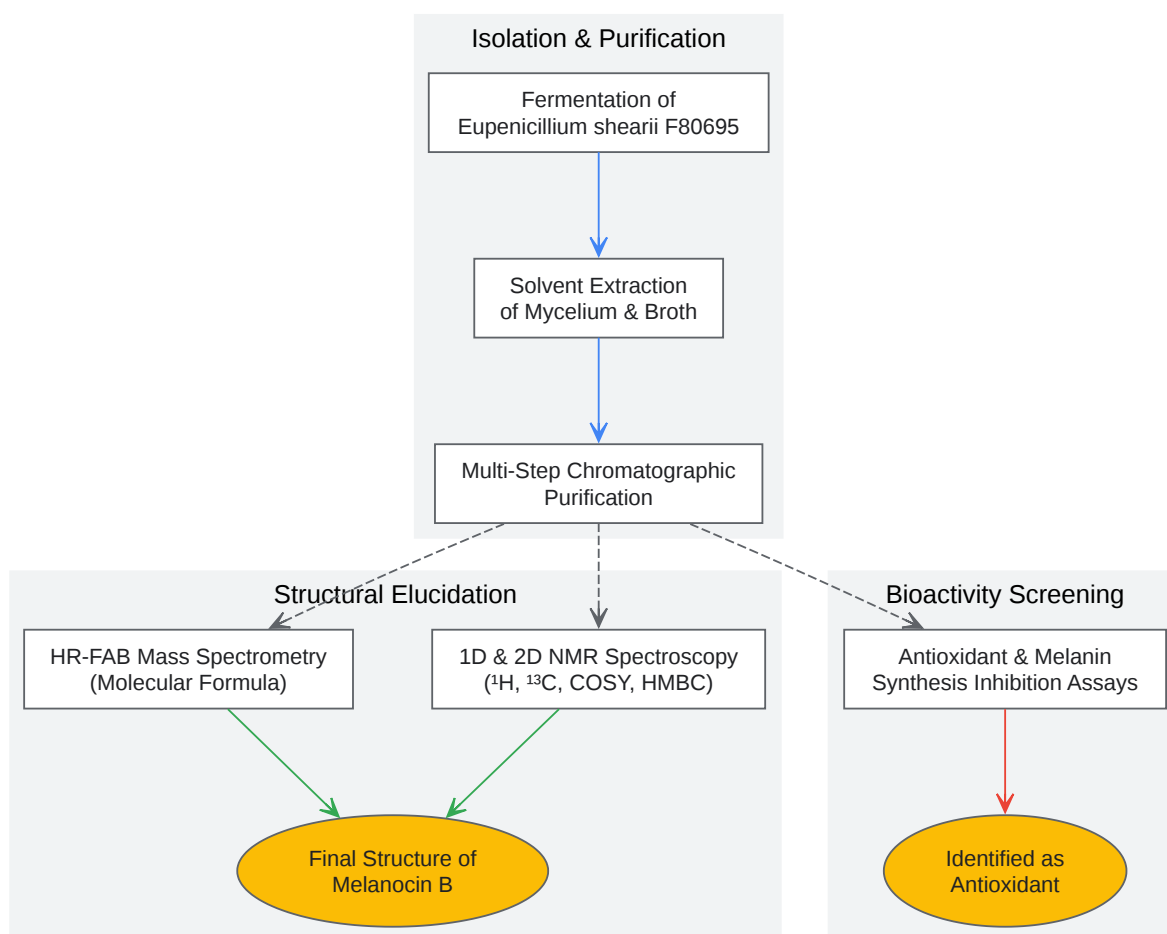 Isolation & Purification
Fermentation of
Eupenicillium shearii F80695
Solvent Extraction
of Mycelium & Broth
Multi-Step Chromatographic
Purification
Structural Elucidation
HR-FAB Mass Spectrometry
(Molecular Formula)
1D & 2D NMR Spectroscopy
(¹H, ¹³C, COSY, HMBC)
Final Structure of
Melanocin B
Bioactivity Screening
Antioxidant & Melanin
Synthesis Inhibition Assays
Identified as
Antioxidant